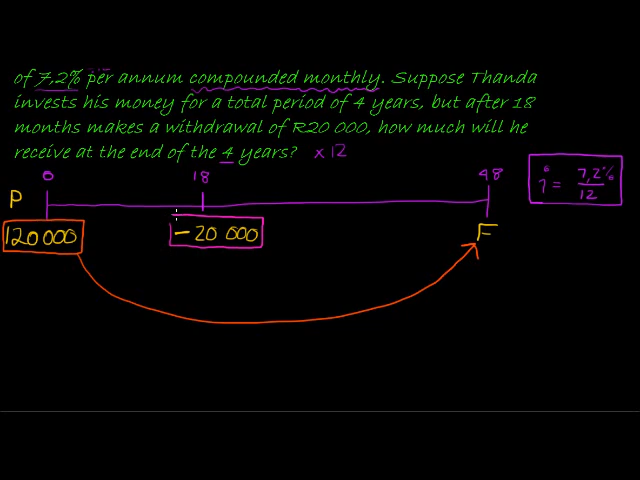 of 7,2% per annum compounded monthly. Suppose Thanda
invests his money for a total period of 4 years, but after 18
months makes a withdrawal of R20 000, how much will he
receive at the end of the 4 years? x 12
0 18 48
i = 7,2%
12
P
120 000 - 20 000 F